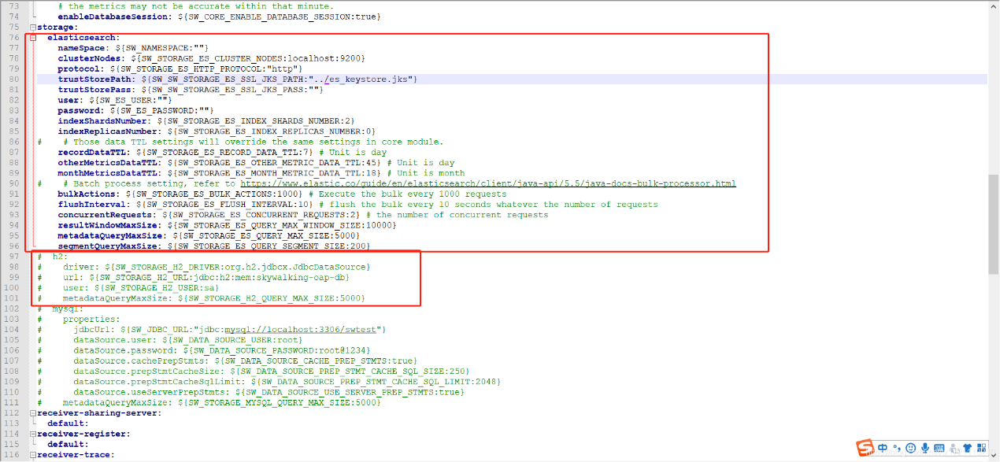 73 # the metrics may not be accurate within that minute.
74 enableDatabaseSession: ${SW_CORE_ENABLE_DATABASE_SESSION:true}
75 storage:
76 elasticsearch:
77 nameSpace: ${SW_NAMESPACE:""}
78 clusterNodes: ${SW_STORAGE_ES_CLUSTER_NODES:localhost:9200}
79 protocol: ${SW_STORAGE_ES_HTTP_PROTOCOL:"http"}
80 trustStorePath: ${SW_SW_STORAGE_ES_SSL_JKS_PATH:"../es_keystore.jks"}
81 trustStorePass: ${SW_SW_STORAGE_ES_SSL_JKS_PASS:""}
82 user: ${SW_ES_USER:""}
83 password: ${SW_ES_PASSWORD:""}
84 indexShardsNumber: ${SW_STORAGE_ES_INDEX_SHARDS_NUMBER:2}
85 indexReplicasNumber: ${SW_STORAGE_ES_INDEX_REPLICAS_NUMBER:0}
86 # # Those data TTL settings will override the same settings in core module.
87 recordDataTTL: ${SW_STORAGE_ES_RECORD_DATA_TTL:7} # Unit is day
88 otherMetricsDataTTL: ${SW_STORAGE_ES_OTHER_METRIC_DATA_TTL:45} # Unit is day
89 monthMetricsDataTTL: ${SW_STORAGE_ES_MONTH_METRIC_DATA_TTL:18} # Unit is month
90 # # Batch process setting, refer to https://www.elastic.co/guide/en/elasticsearch/client/java-api/5.5/java-docs-bulk-processor.html
91 bulkActions: ${SW_STORAGE_ES_BULK_ACTIONS:1000} # Execute the bulk every 1000 requests
92 flushInterval: ${SW_STORAGE_ES_FLUSH_INTERVAL:10} # flush the bulk every 10 seconds whatever the number of requests
93 concurrentRequests: ${SW_STORAGE_ES_CONCURRENT_REQUESTS:2} # the number of concurrent requests
94 resultWindowMaxSize: ${SW_STORAGE_ES_QUERY_MAX_WINDOW_SIZE:10000}
95 metadataQueryMaxSize: ${SW_STORAGE_ES_QUERY_MAX_SIZE:5000}
96 segmentQueryMaxSize: ${SW_STORAGE_ES_QUERY_SEGMENT_SIZE:200}
97 # h2:
98 # driver: ${SW_STORAGE_H2_DRIVER:org.h2.jdbcx.JdbcDataSource}
99 # url: ${SW_STORAGE_H2_URL:jdbc:h2:mem:skywalking-oap-db}
100 # user: ${SW_STORAGE_H2_USER:sa}
101 # metadataQueryMaxSize: ${SW_STORAGE_H2_QUERY_MAX_SIZE:5000}
102 # mysql:
103 # properties:
104 # jdbcUrl: ${SW_JDBC_URL:"jdbc:mysql://localhost:3306/swtest"}
105 # dataSource.user: ${SW_DATA_SOURCE_USER:root}
106 # dataSource.password: ${SW_DATA_SOURCE_PASSWORD:root@1234}
107 # dataSource.cachePrepStmts: ${SW_DATA_SOURCE_CACHE_PREP_STMTS:true}
108 # dataSource.prepStmtCacheSize: ${SW_DATA_SOURCE_PREP_STMT_CACHE_SQL_SIZE:250}
109 # dataSource.prepStmtCacheSqlLimit: ${SW_DATA_SOURCE_PREP_STMT_CACHE_SQL_LIMIT:2048}
110 # dataSource.useServerPrepStmts: ${SW_DATA_SOURCE_USE_SERVER_PREP_STMTS:true}
111 # metadataQueryMaxSize: ${SW_STORAGE_MYSQL_QUERY_MAX_SIZE:5000}
112 receiver-sharing-server:
113 default:
114 receiver-register:
115 default:
116 receiver-trace:
中